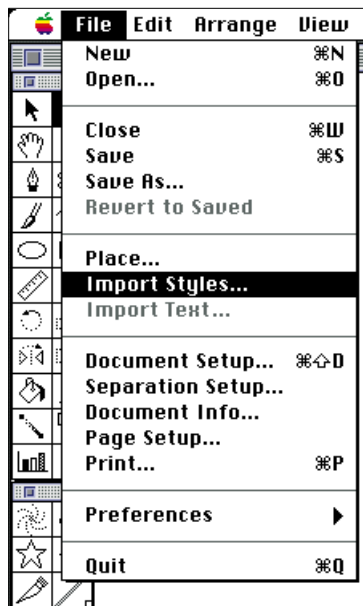 File Edit Arrange View
New ⌘N
Open... ⌘O
Close ⌘W
Save ⌘S
Save As...
Revert to Saved
Place...
Import Styles...
Import Text...
Document Setup... ⌘⇧D
Separation Setup...
Document Info...
Page Setup...
Print... ⌘P
Preferences
Quit ⌘Q